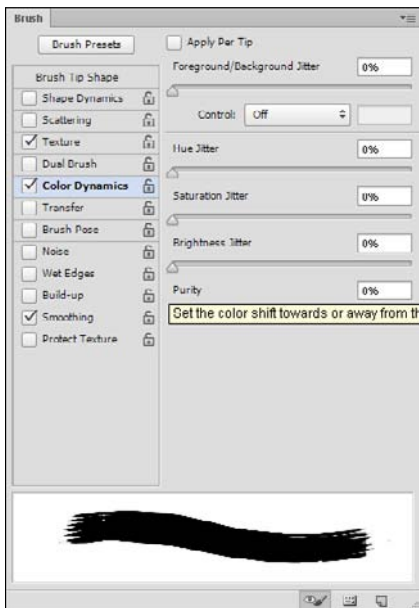 Brush
Brush Presets
Apply Per Tip
Foreground/Background Jitter 0%
Brush Tip Shape
Shape Dynamics
Control: Off
Scattering
Texture
Hue Jitter 0%
Dual Brush
Color Dynamics
Saturation Jitter 0%
Transfer
Brush Pose
Brightness Jitter 0%
Noise
Wet Edges
Build-up
Purity 0%
Smoothing
Set the color shift towards or away from th
Protect Texture